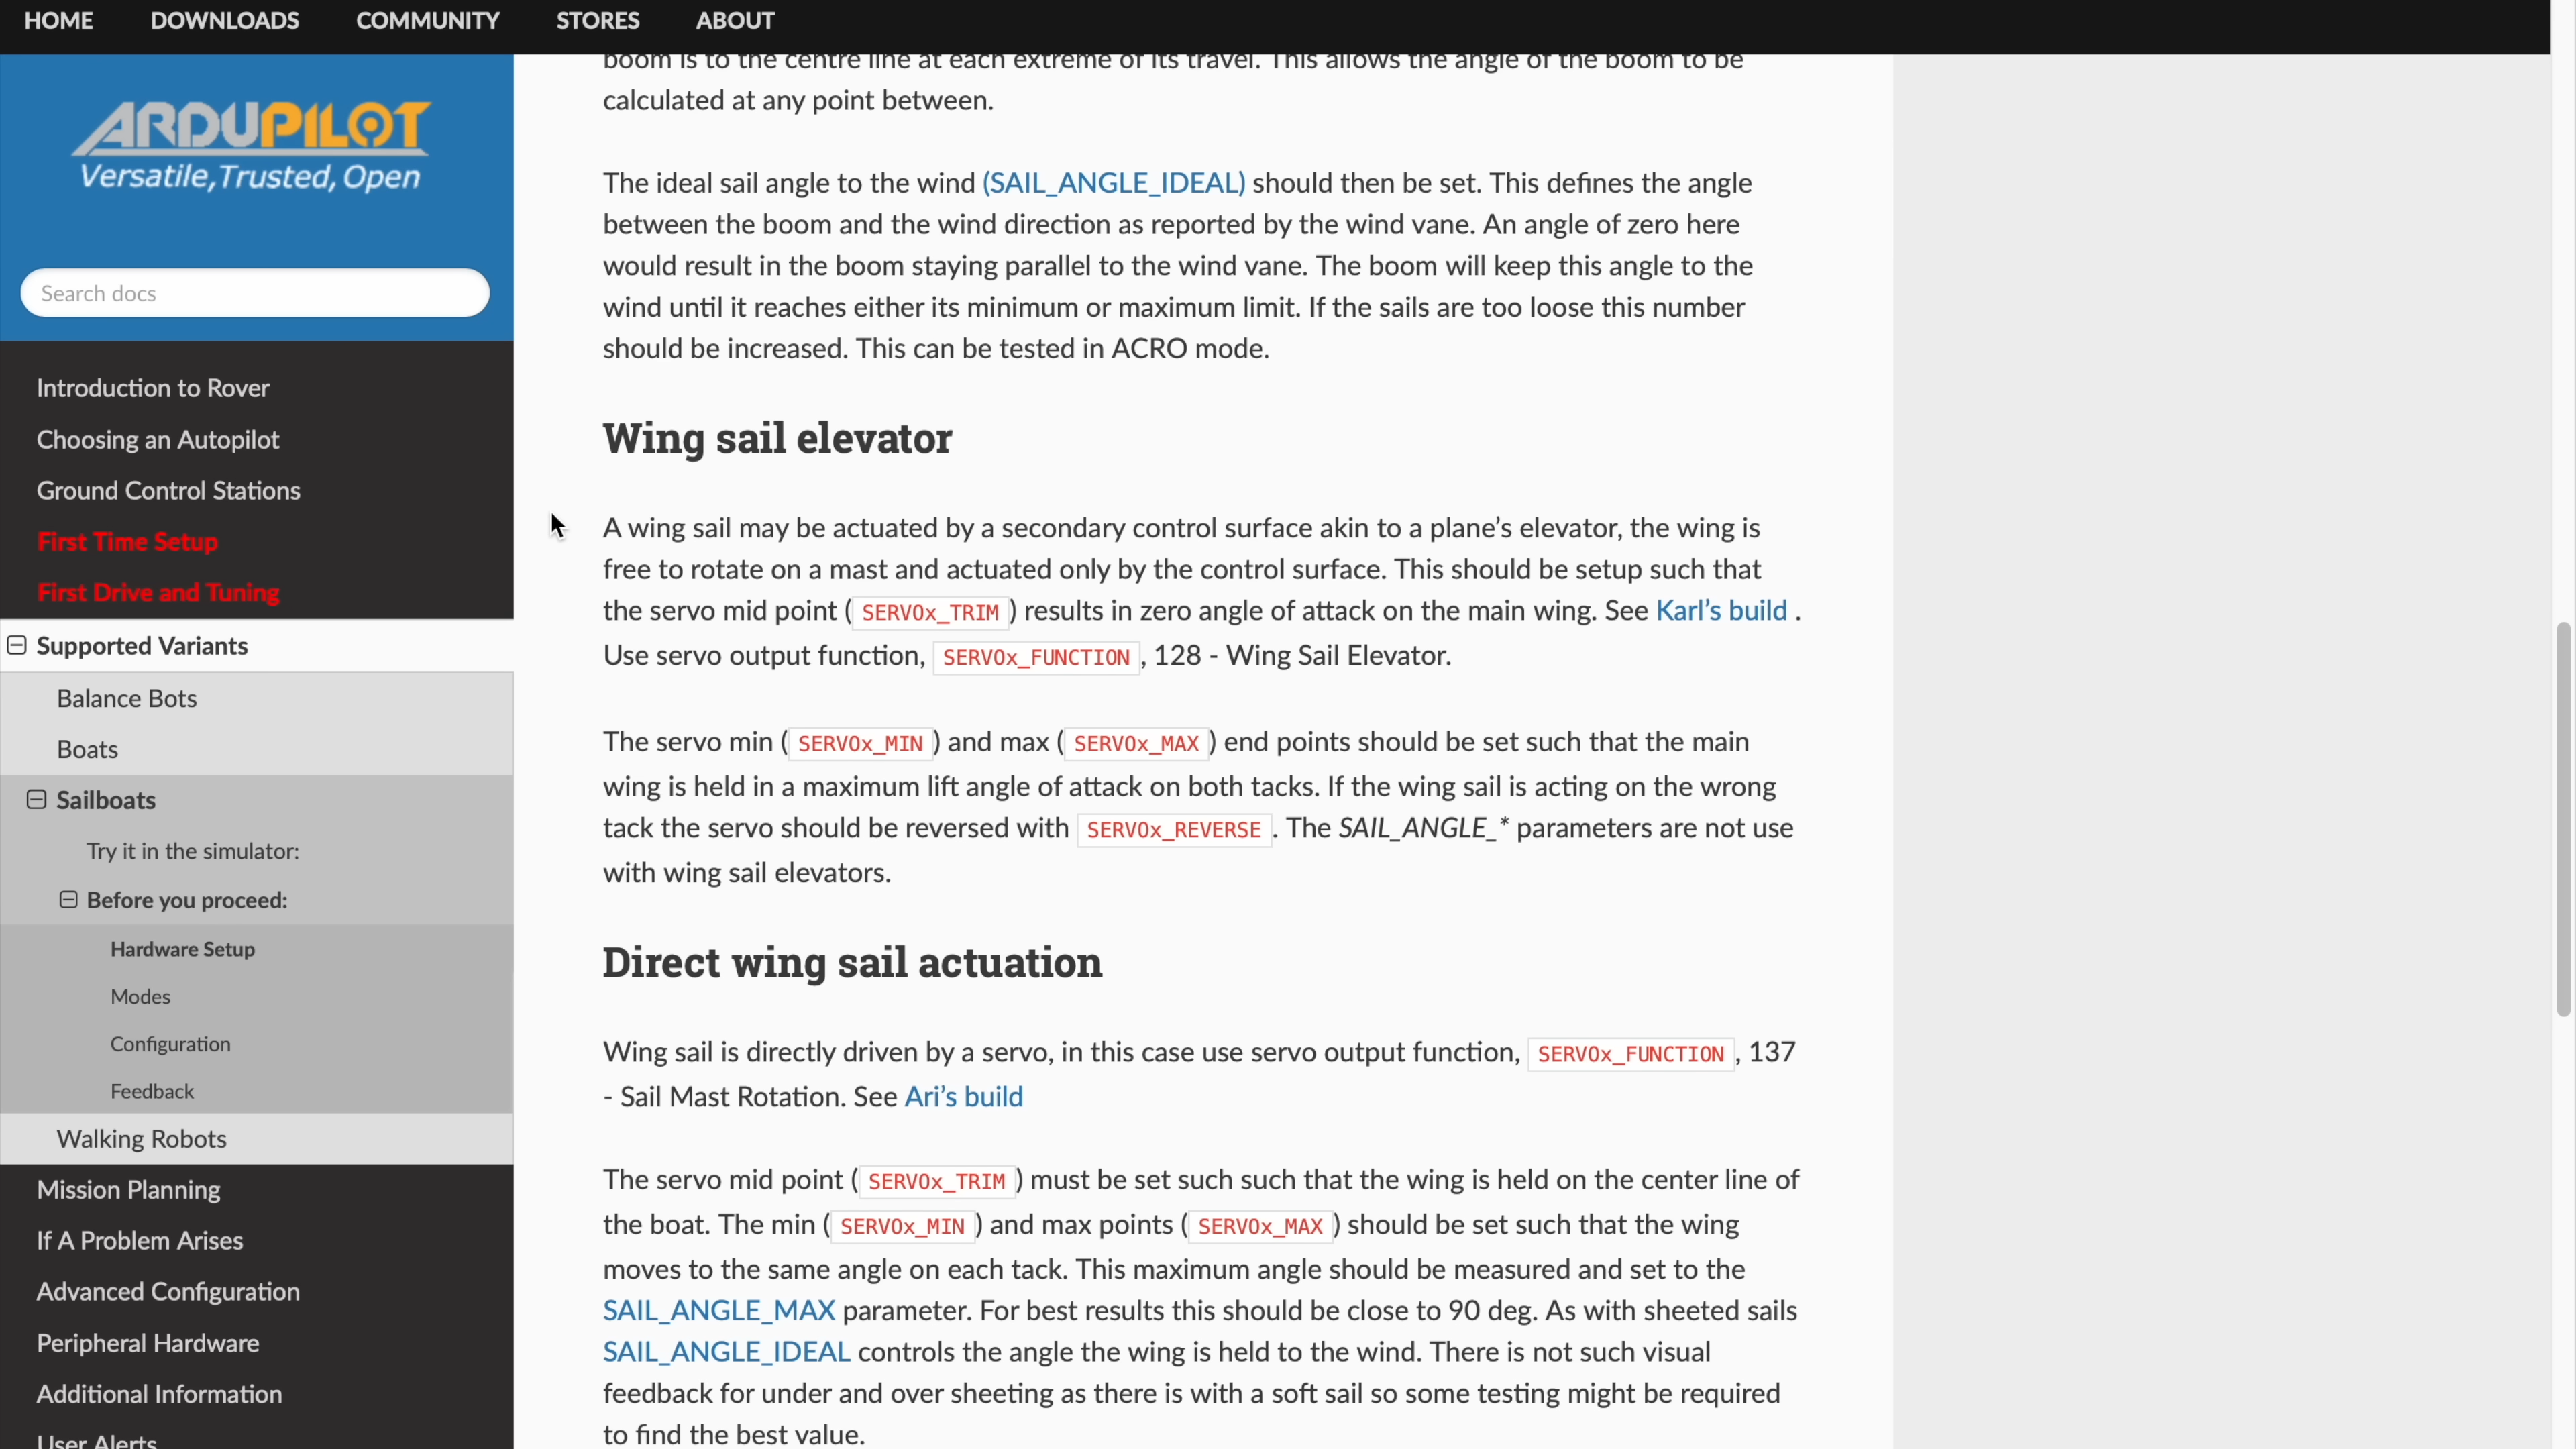 HOME DOWNLOADS COMMUNITY STORES ABOUT
ARDUPILOT
Versatile, Trusted, Open
Search docs
Introduction to Rover
Choosing an Autopilot
Ground Control Stations
First Time Setup
First Drive and Tuning
Supported Variants
Balance Bots
Boats
Sailboats
Try it in the simulator:
Before you proceed:
Hardware Setup
Modes
Configuration
Feedback
Walking Robots
Mission Planning
If A Problem Arises
Advanced Configuration
Peripheral Hardware
Additional Information
User Alerts
boom is to the centre line at each extreme of its travel. This allows the angle of the boom to be
calculated at any point between.
The ideal sail angle to the wind (SAIL_ANGLE_IDEAL) should then be set. This defines the angle
between the boom and the wind direction as reported by the wind vane. An angle of zero here
would result in the boom staying parallel to the wind vane. The boom will keep this angle to the
wind until it reaches either its minimum or maximum limit. If the sails are too loose this number
should be increased. This can be tested in ACRO mode.
Wing sail elevator
A wing sail may be actuated by a secondary control surface akin to a plane's elevator, the wing is
free to rotate on a mast and actuated only by the control surface. This should be setup such that
the servo mid point ( SERVOx_TRIM ) results in zero angle of attack on the main wing. See Karl's build .
Use servo output function, SERVOx_FUNCTION , 128 - Wing Sail Elevator.
The servo min ( SERVOx_MIN ) and max ( SERVOx_MAX ) end points should be set such that the main
wing is held in a maximum lift angle of attack on both tacks. If the wing sail is acting on the wrong
tack the servo should be reversed with SERVOx_REVERSE . The SAIL_ANGLE_* parameters are not use
with wing sail elevators.
Direct wing sail actuation
Wing sail is directly driven by a servo, in this case use servo output function, SERVOx_FUNCTION , 137
- Sail Mast Rotation. See Ari's build
The servo mid point ( SERVOx_TRIM ) must be set such such that the wing is held on the center line of
the boat. The min ( SERVOx_MIN ) and max points ( SERVOx_MAX ) should be set such that the wing
moves to the same angle on each tack. This maximum angle should be measured and set to the
SAIL_ANGLE_MAX parameter. For best results this should be close to 90 deg. As with sheeted sails
SAIL_ANGLE_IDEAL controls the angle the wing is held to the wind. There is not such visual
feedback for under and over sheeting as there is with a soft sail so some testing might be required
to find the best value.